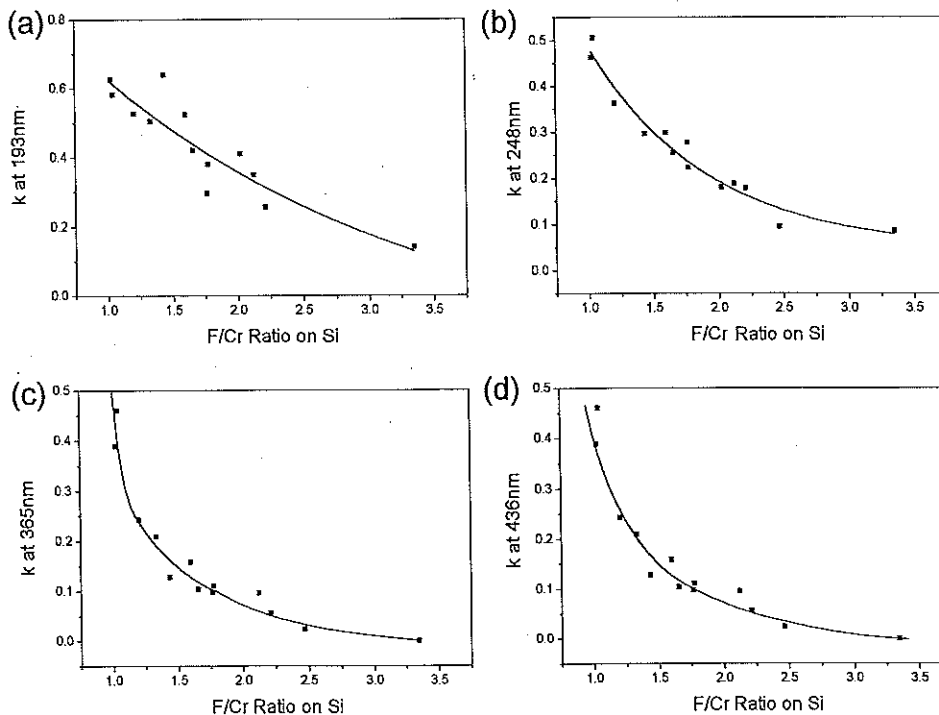 (a)
0.8
0.6
0.4
0.2
0.0
k at 193nm
1.0 1.5 2.0 2.5 3.0 3.5
F/Cr Ratio on Si
(b)
0.5
0.4
0.3
0.2
0.1
0.0
k at 248nm
1.0 1.5 2.0 2.5 3.0 3.5
F/Cr Ratio on Si
(c)
0.5
0.4
0.3
0.2
0.1
0.0
k at 365nm
1.0 1.5 2.0 2.5 3.0 3.5
F/Cr Ratio on Si
(d)
0.5
0.4
0.3
0.2
0.1
0.0
k at 436nm
1.0 1.5 2.0 2.5 3.0 3.5
F/Cr Ratio on Si